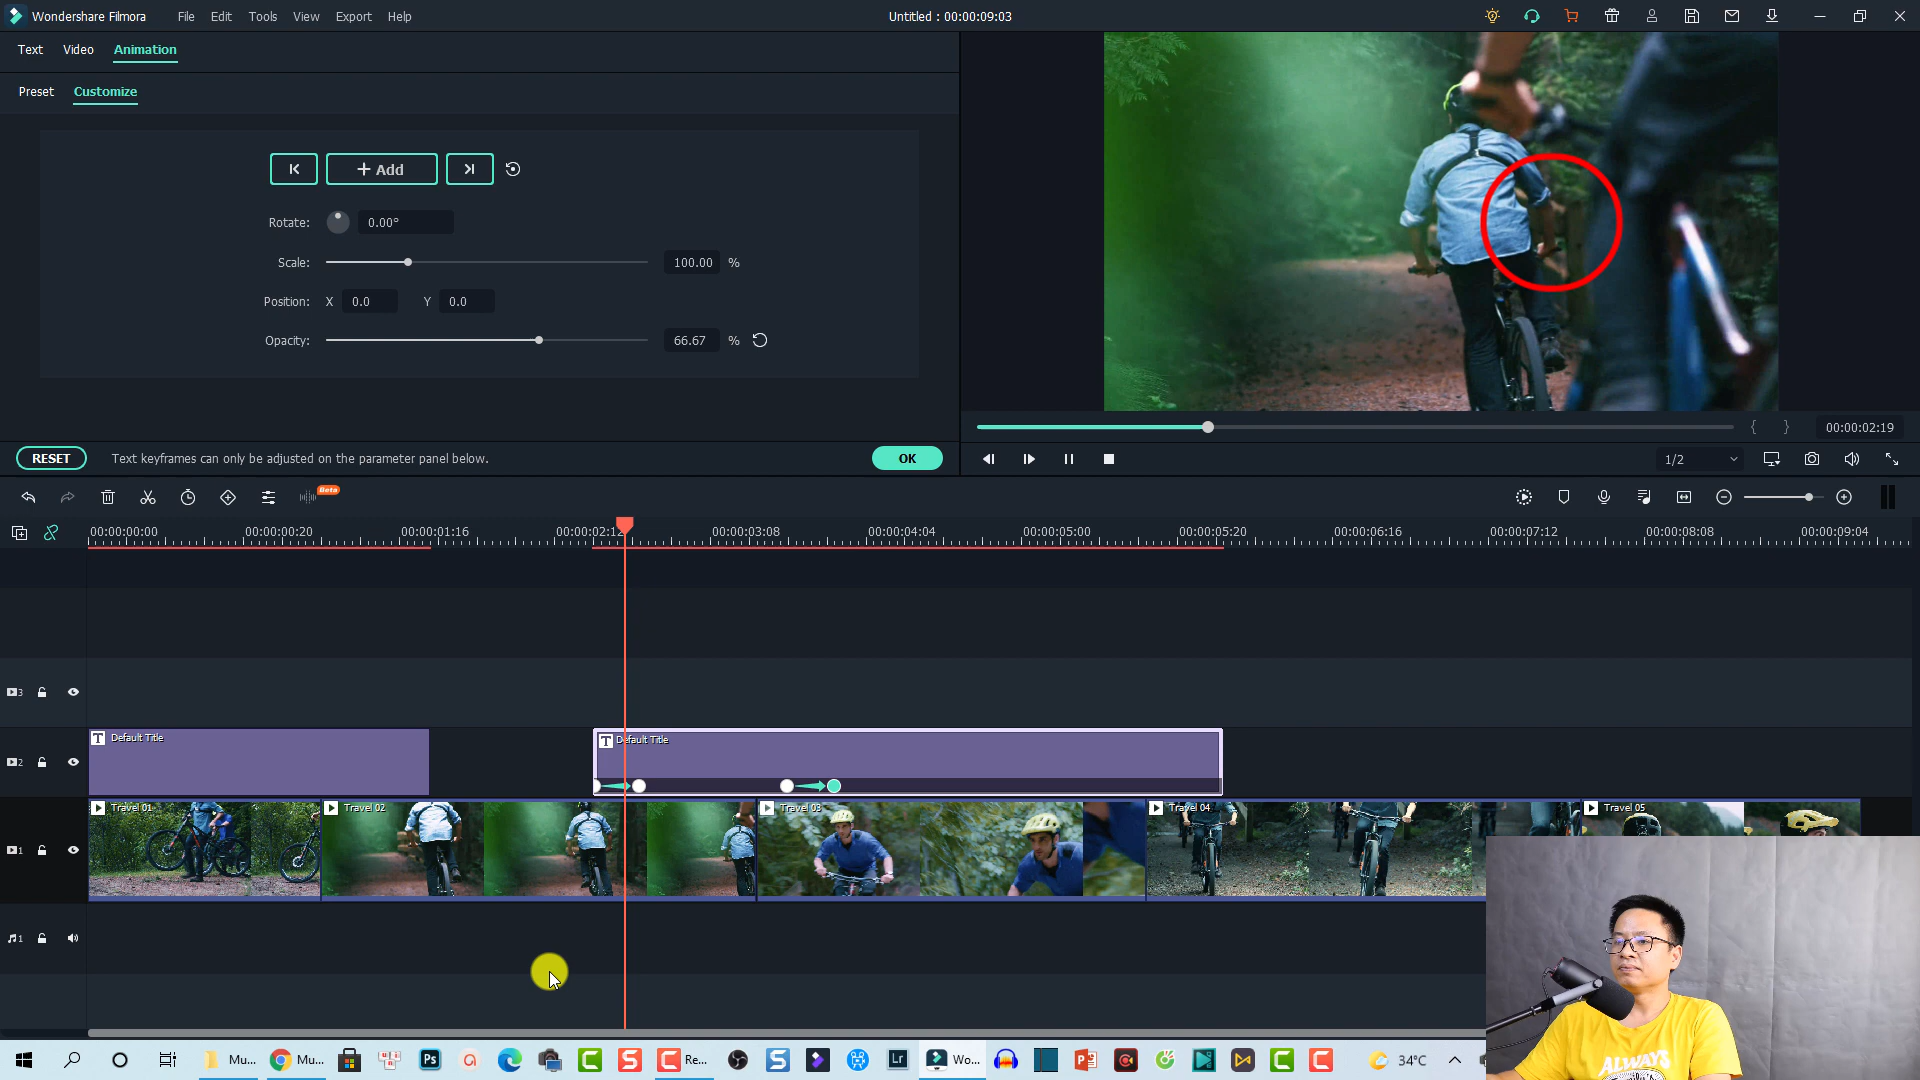 Wondershare Filmora
File Edit Tools View Export Help
Untitled : 00:00:09:03
Text Video Animation
Preset Customize
+ Add
Rotate: 0.00°
Scale: 100.00 %
Position: X 0.0 Y 0.0
Opacity: 66.67 %
RESET Text keyframes can only be adjusted on the parameter panel below. OK
{ } 00:00:02:19
1/2
Beta
00:00:00:00 00:00:00:20 00:00:01:16 00:00:02:12 00:00:03:08 00:00:04:04 00:00:05:00 00:00:05:20 00:00:06:16 00:00:07:12 00:00:08:08 00:00:09:04
3
2 T Default Title T Default Title
1 Travel 01 Travel 02 Travel 03 Travel 04 Travel 05
1
ALWAYS
Mu... Mu... Ps Re... Lr Wo... 34°C